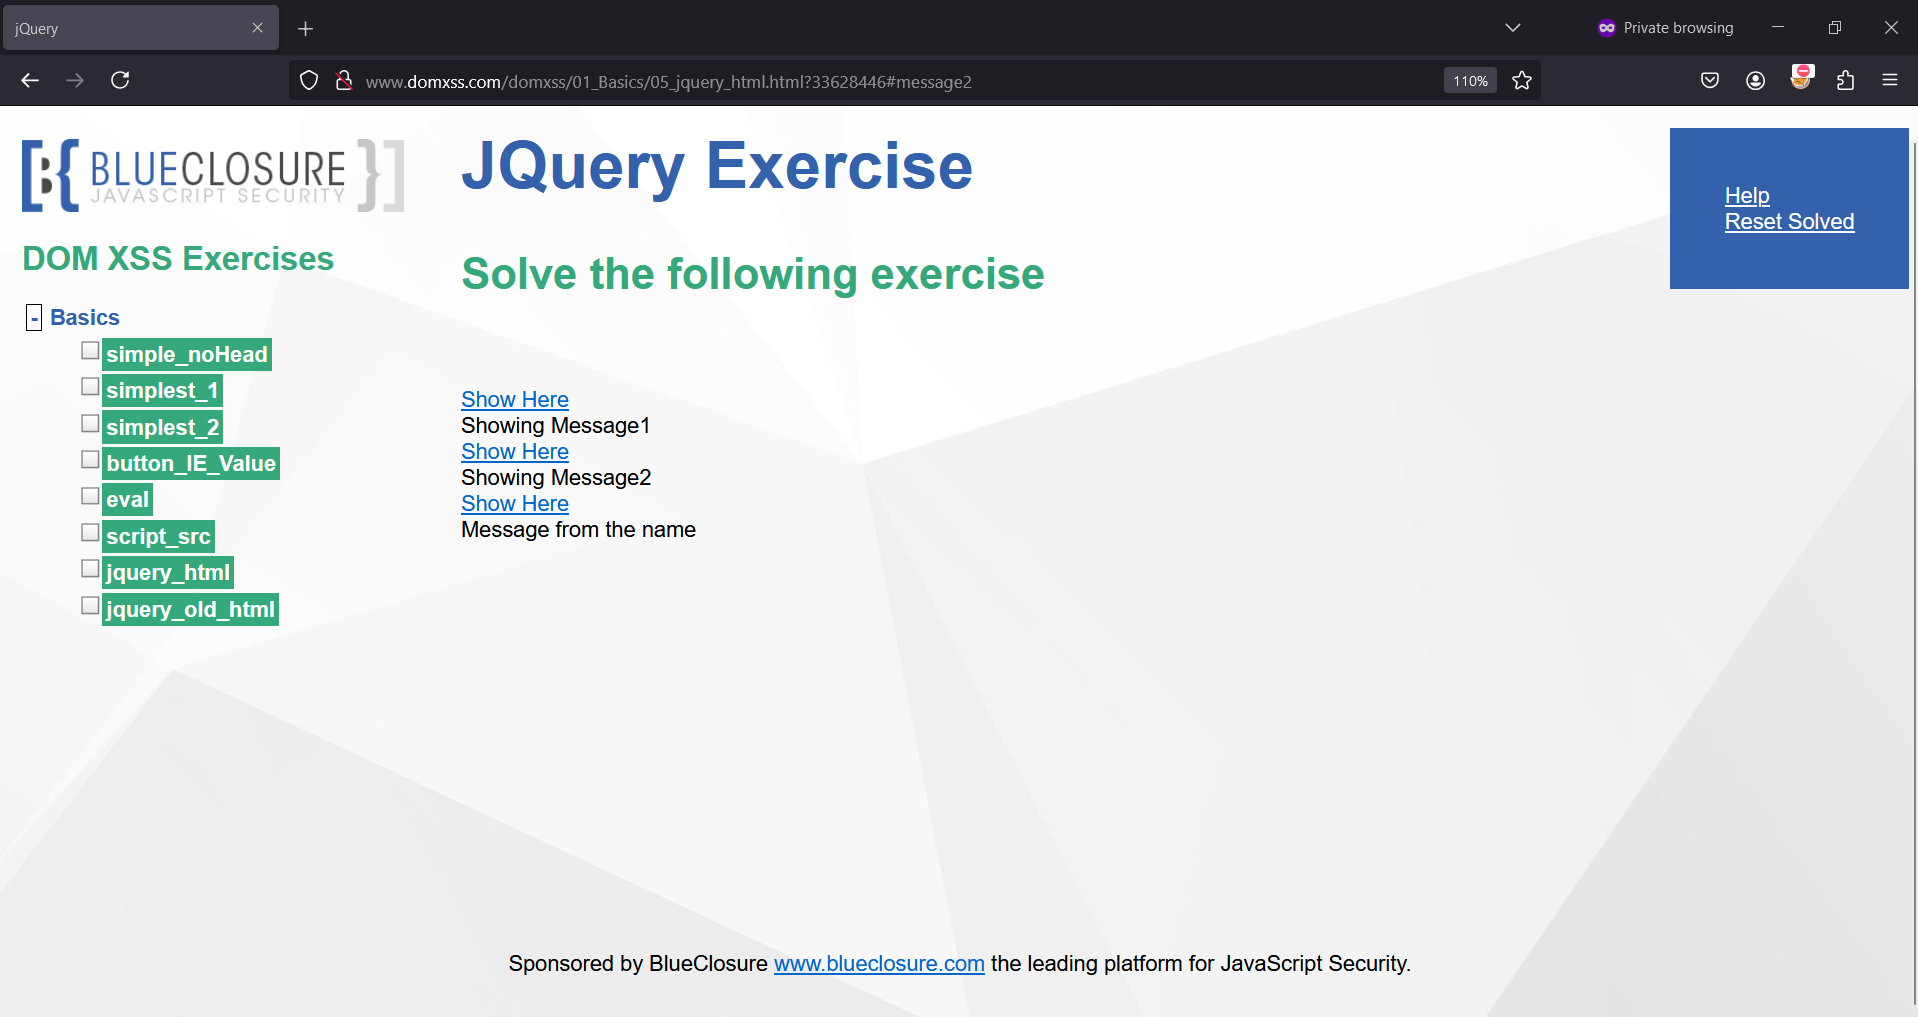 jQuery
Private browsing
www.domxss.com/domxss/01_Basics/05_jquery_html.html?33628446#message2
110%
[B{ BLUECLOSURE }]
JAVASCRIPT SECURITY
JQuery Exercise
Help
Reset Solved
DOM XSS Exercises
Solve the following exercise
- Basics
simple_noHead
simplest_1
simplest_2
button_IE_Value
eval
script_src
jquery_html
jquery_old_html
Show Here
Showing Message1
Show Here
Showing Message2
Show Here
Message from the name
Sponsored by BlueClosure www.blueclosure.com the leading platform for JavaScript Security.